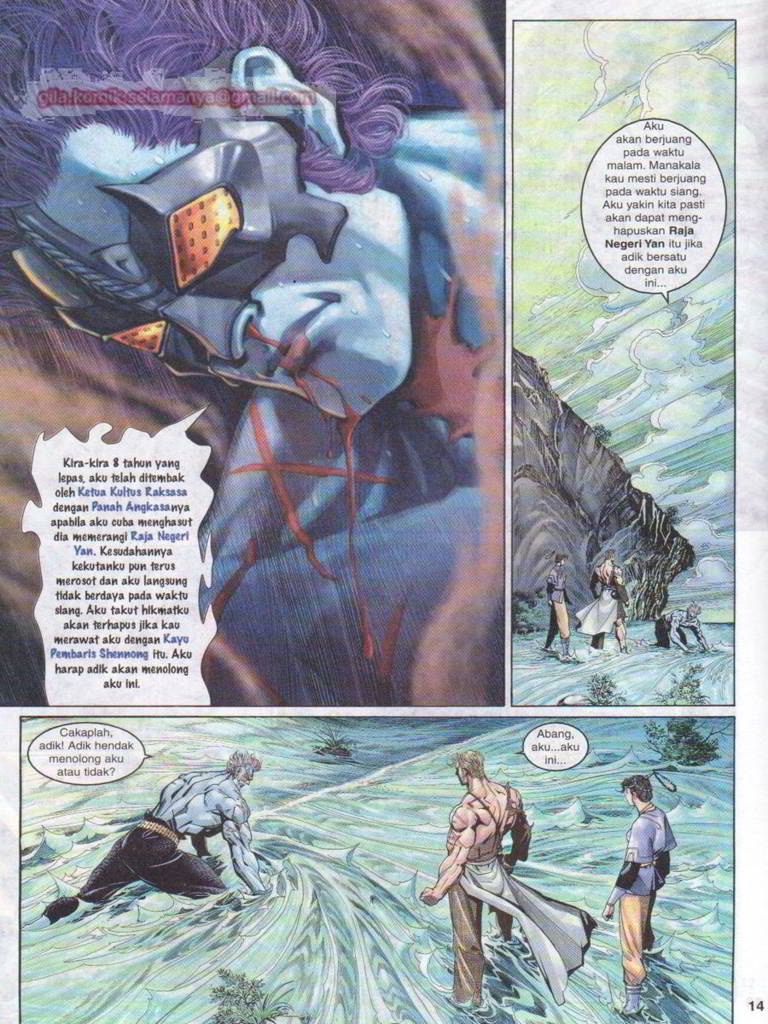 gila.komik.selamanya@gmail.com
Kira-kira 8 tahun yang
lepas, aku telah ditembak
oleh Ketua Kultus Raksasa
dengan Panah Angkasanya
apabila aku cuba menghasut
dia memerangi Raja Negeri
Yan. Kesudahannya
kekutanku pun terus
merosot dan aku langsung
tidak berdaya pada waktu
siang. Aku takut hikmatku
akan terhapus jika kau
merawat aku dengan Kayu
Pembaris Shennong itu. Aku
harap adik akan menolong
aku ini.
Aku
akan berjuang
pada waktu
malam. Manakala
kau mesti berjuang
pada waktu siang.
Aku yakin kita pasti
akan dapat meng-
hapuskan Raja
Negeri Yan itu jika
adik bersatu
dengan aku
ini...
Cakaplah,
adik! Adik hendak
menolong aku
atau tidak?
Abang,
aku...aku
ini...
14